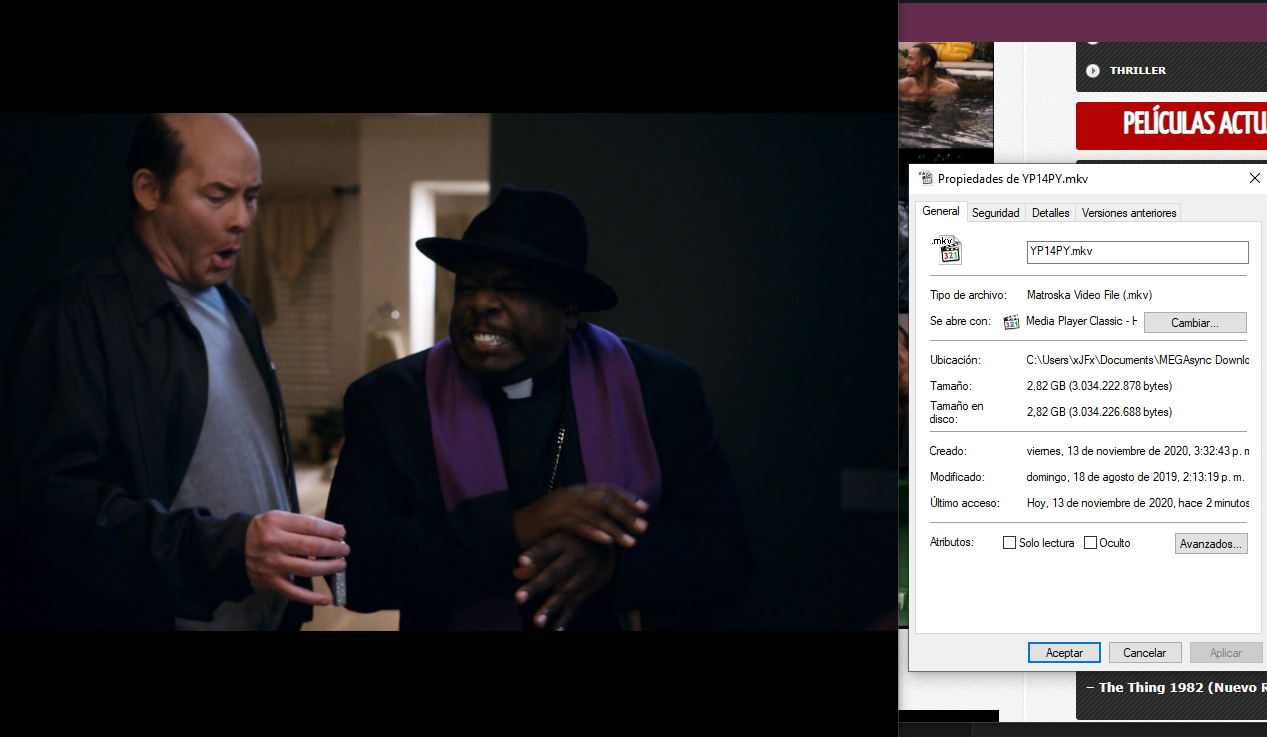 THRILLER
PELÍCULAS ACTU
Propiedades de YP14PY.mkv
General
Seguridad
Detalles
Versiones anteriores
.mkv
321
YP14PY.mkv
Tipo de archivo: Matroska Video File (.mkv)
Se abre con: Media Player Classic - H
Cambiar...
Ubicación: C:\Users\xJFx\Documents\MEGAsync Downlo
Tamaño: 2,82 GB (3.034.222.878 bytes)
Tamaño en disco: 2,82 GB (3.034.226.688 bytes)
Creado: viernes, 13 de noviembre de 2020, 3:32:43 p. m
Modificado: domingo, 18 de agosto de 2019, 2:13:19 p. m.
Último acceso: Hoy, 13 de noviembre de 2020, hace 2 minutos
Atributos: Solo lectura Oculto
Avanzados...
Aceptar
Cancelar
Aplicar
– The Thing 1982 (Nuevo R